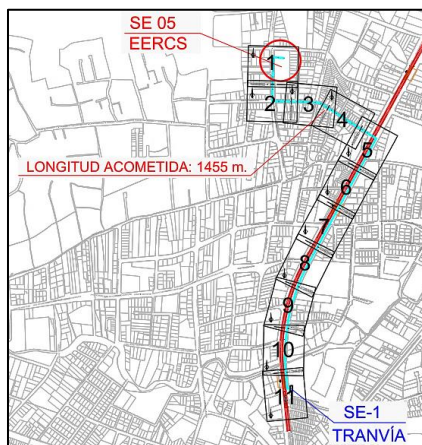 SE 05
EERCS
1
2
3
4
LONGITUD ACOMETIDA: 1455 m.
5
6
7
8
9
10
11
SE-1
TRANVÍA